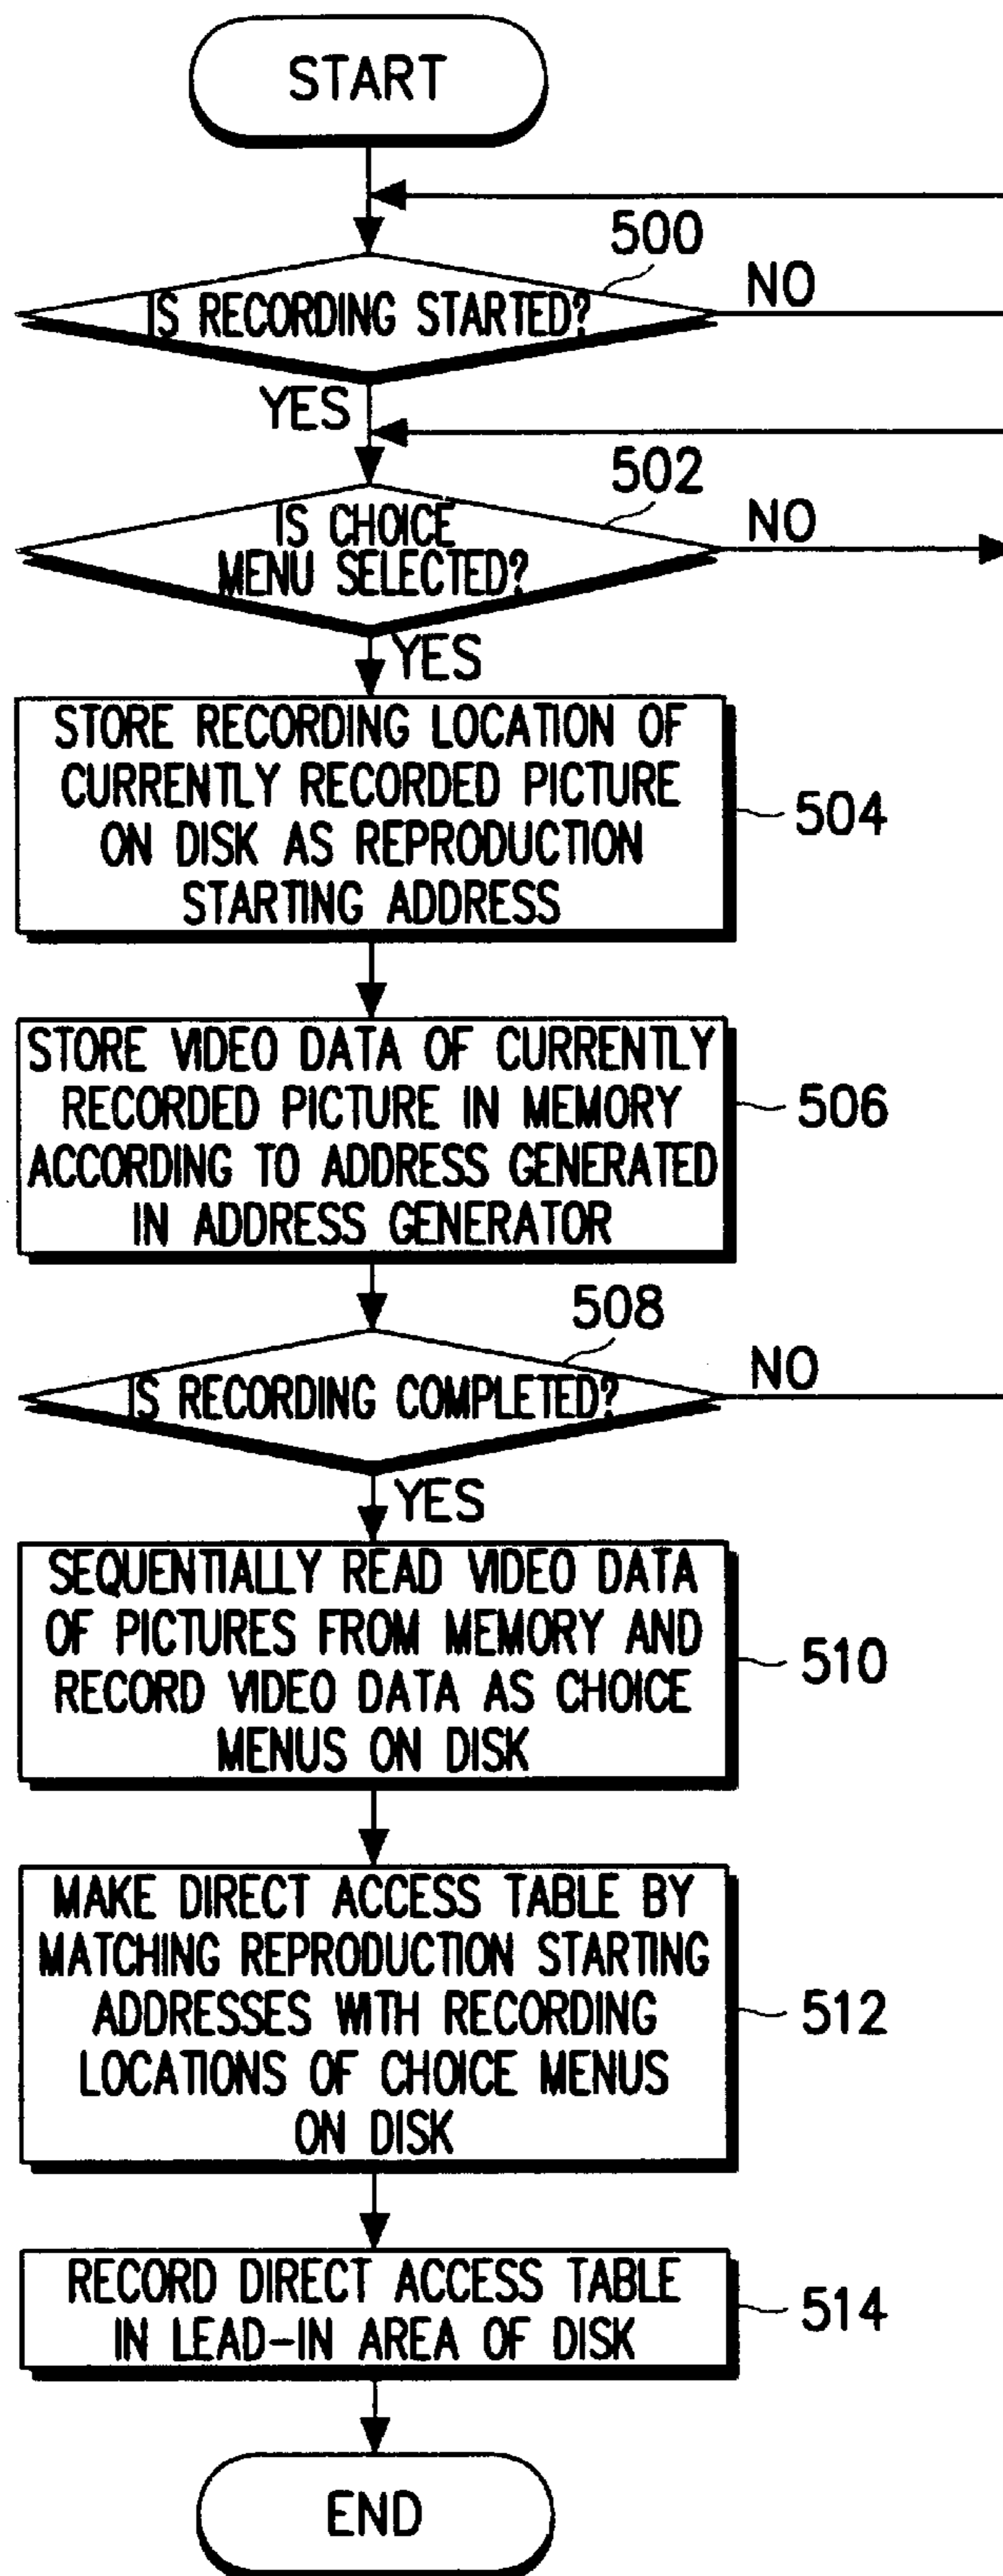 START
500
IS RECORDING STARTED?
NO
YES
502
IS CHOICE
MENU SELECTED?
NO
YES
STORE RECORDING LOCATION OF
CURRENTLY RECORDED PICTURE
ON DISK AS REPRODUCTION
STARTING ADDRESS
504
STORE VIDEO DATA OF CURRENTLY
RECORDED PICTURE IN MEMORY
ACCORDING TO ADDRESS GENERATED
IN ADDRESS GENERATOR
506
508
IS RECORDING COMPLETED?
NO
YES
SEQUENTIALLY READ VIDEO DATA
OF PICTURES FROM MEMORY AND
RECORD VIDEO DATA AS CHOICE
MENUS ON DISK
510
MAKE DIRECT ACCESS TABLE BY
MATCHING REPRODUCTION STARTING
ADDRESSES WITH RECORDING
LOCATIONS OF CHOICE MENUS
ON DISK
512
RECORD DIRECT ACCESS TABLE
IN LEAD-IN AREA OF DISK
514
END